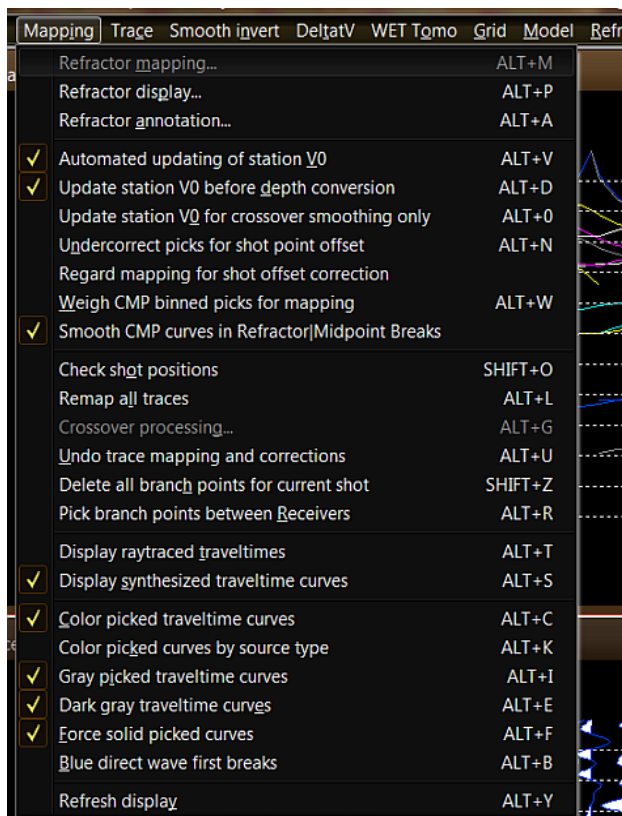 Mapping Trace Smooth invert DeltatV WET Tomo Grid Model Refr
Refractor mapping... ALT+M
Refractor display... ALT+P
Refractor annotation... ALT+A
Automated updating of station V0 ALT+V
Update station V0 before depth conversion ALT+D
Update station V0 for crossover smoothing only ALT+0
Undercorrect picks for shot point offset ALT+N
Regard mapping for shot offset correction
Weigh CMP binned picks for mapping ALT+W
Smooth CMP curves in Refractor|Midpoint Breaks
Check shot positions SHIFT+O
Remap all traces ALT+L
Crossover processing... ALT+G
Undo trace mapping and corrections ALT+U
Delete all branch points for current shot SHIFT+Z
Pick branch points between Receivers ALT+R
Display raytraced traveltimes ALT+T
Display synthesized traveltime curves ALT+S
Color picked traveltime curves ALT+C
Color picked curves by source type ALT+K
Gray picked traveltime curves ALT+I
Dark gray traveltime curves ALT+E
Force solid picked curves ALT+F
Blue direct wave first breaks ALT+B
Refresh display ALT+Y